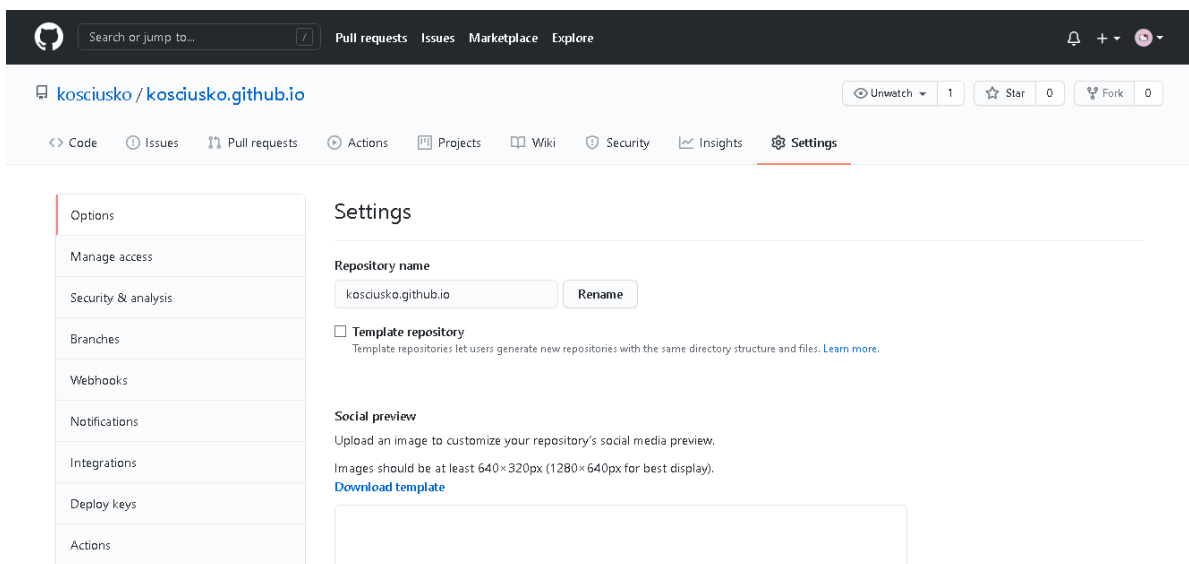 Search or jump to... /
Pull requests Issues Marketplace Explore
kosciusko / kosciusko.github.io
Unwatch 1 Star 0 Fork 0
Code Issues Pull requests Actions Projects Wiki Security Insights Settings
Options
Manage access
Security & analysis
Branches
Webhooks
Notifications
Integrations
Deploy keys
Actions
Settings
Repository name
kosciusko.github.io Rename
Template repository
Template repositories let users generate new repositories with the same directory structure and files. Learn more.
Social preview
Upload an image to customize your repository's social media preview.
Images should be at least 640×320px (1280×640px for best display).
Download template